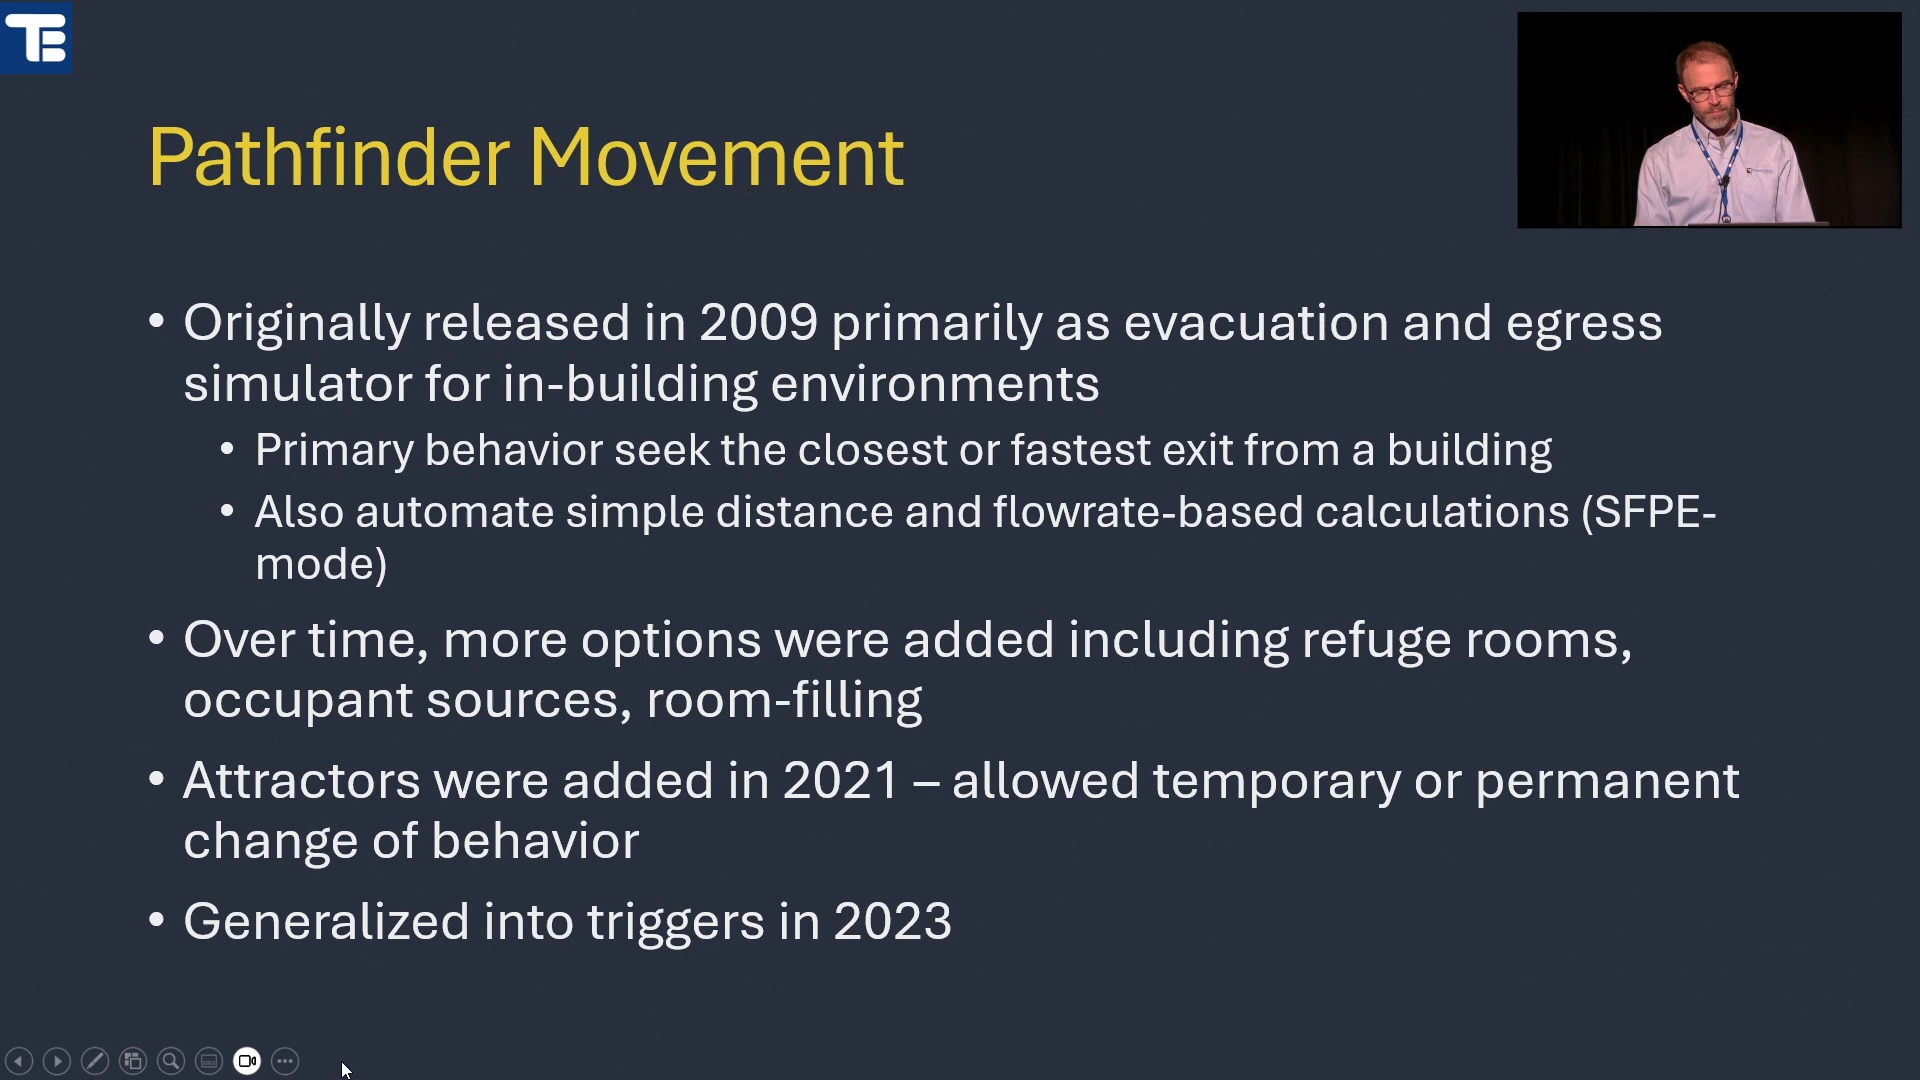 TEB
Pathfinder Movement
• Originally released in 2009 primarily as evacuation and egress
simulator for in-building environments
• Primary behavior seek the closest or fastest exit from a building
• Also automate simple distance and flowrate-based calculations (SFPE-
mode)
• Over time, more options were added including refuge rooms,
occupant sources, room-filling
• Attractors were added in 2021 – allowed temporary or permanent
change of behavior
• Generalized into triggers in 2023